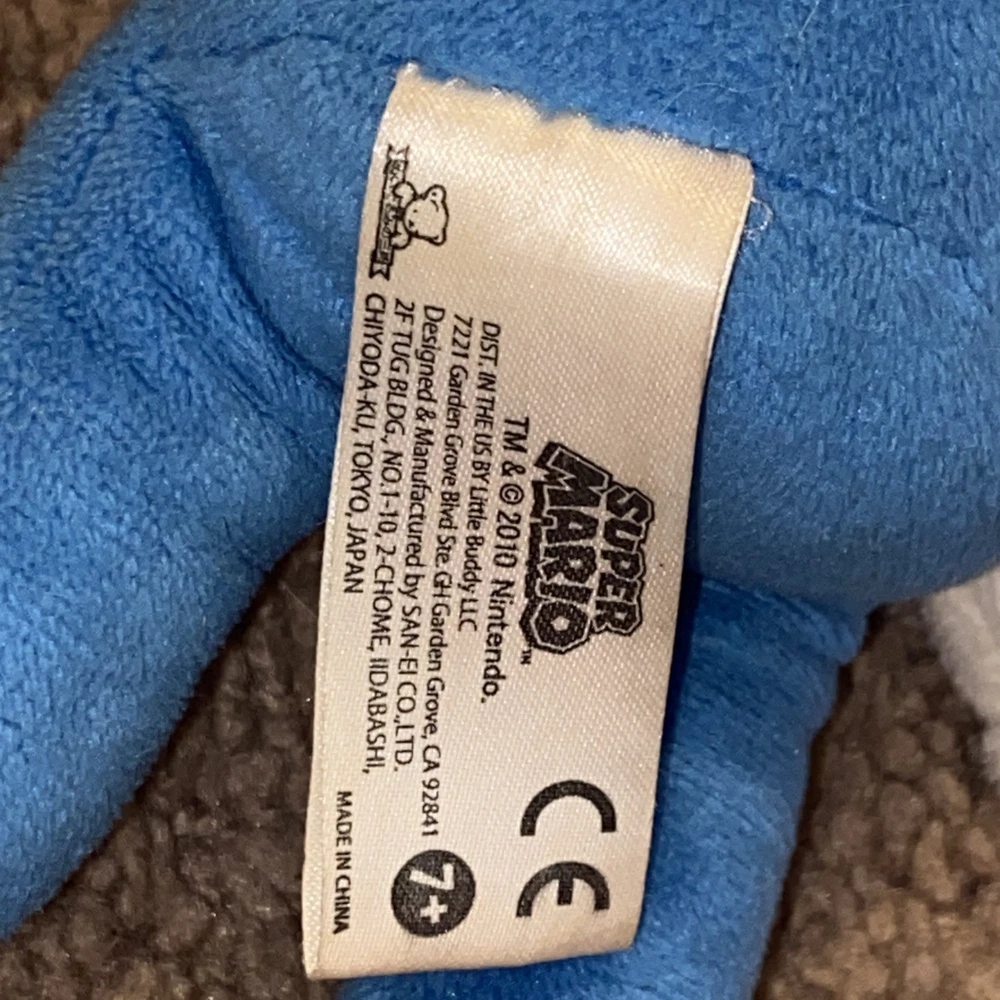 SUPER
MARIO™
TM & © 2010 Nintendo.
DIST. IN THE US BY Little Buddy LLC
7221 Garden Grove Blvd Ste. GH Garden Grove, CA 92841
Designed & Manufactured by SAN-EI CO.,LTD.
2F TUG BLDG, NO.1-10, 2-CHOME, IIDABASHI,
CHIYODA-KU, TOKYO, JAPAN
MADE IN CHINA
CE
7+